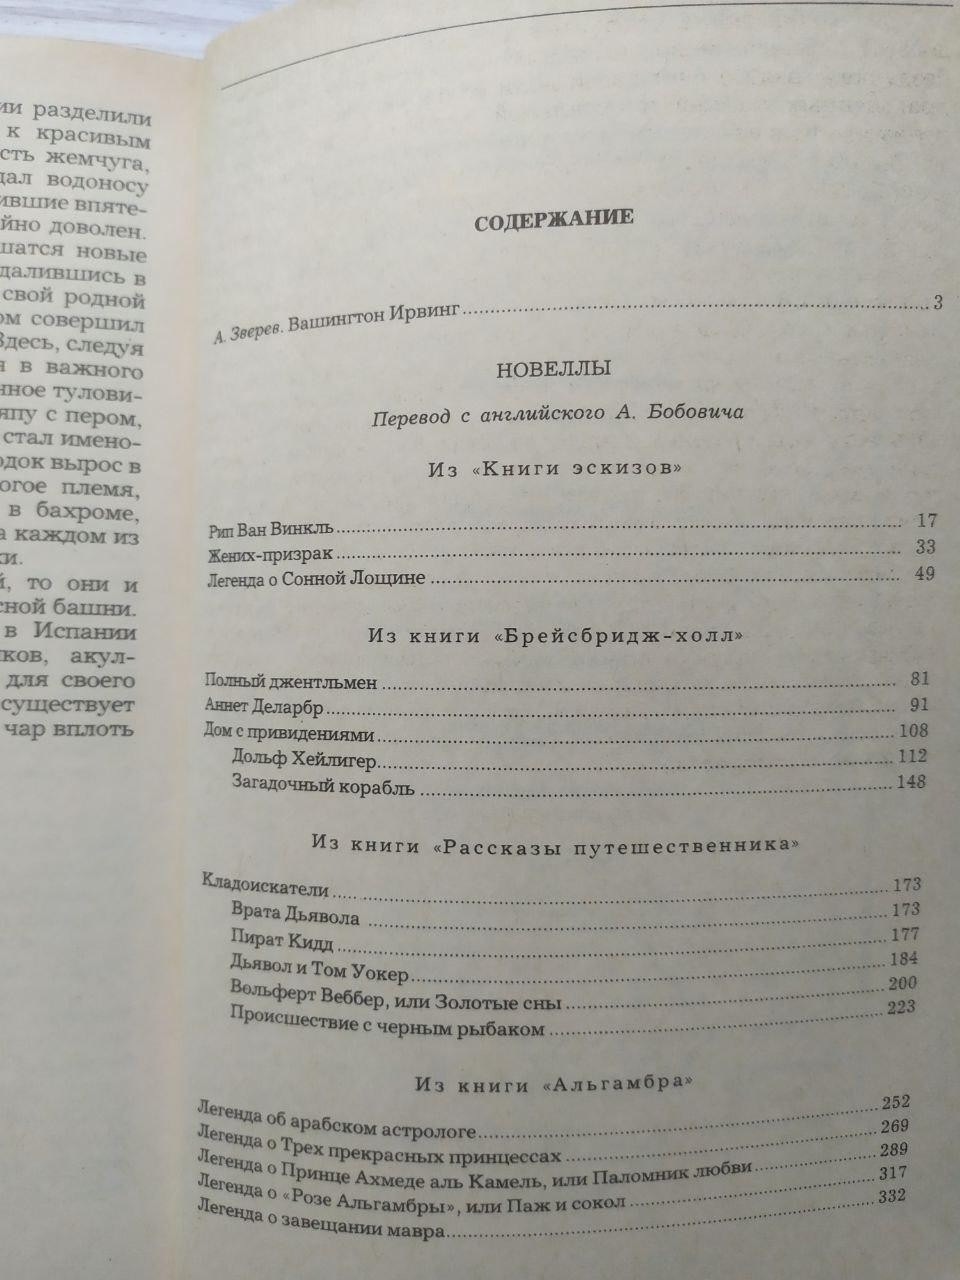 ии разделили
к красивым
сть жемчуга,
дал водоносу
ившие впяте-
йно доволен.
шатся новые
далившись в
свой родной
ом совершил
Здесь, следуя
в важного
нное тулови-
япу с пером,
стал имено-
одок вырос в
огое племя,
в бахроме,
а каждом из
ки.
й, то они и
сной башни.
в Испании
ков, акул-
для своего
существует
чар вплоть
СОДЕРЖАНИЕ
А. Зверев. Вашингтон Ирвинг 3
НОВЕЛЛЫ
Перевод с английского А. Бобовича
Из «Книги эскизов»
Рип Ван Винкль 17
Жених-призрак 33
Легенда о Сонной Лощине 49
Из книги «Брейсбридж-холл»
Полный джентльмен 81
Аннет Деларбр 91
Дом с привидениями 108
Дольф Хейлигер 112
Загадочный корабль 148
Из книги «Рассказы путешественника»
Кладоискатели 173
Врата Дьявола 173
Пират Кидд 177
Дьявол и Том Уокер 184
Вольферт Веббер, или Золотые сны 200
Происшествие с черным рыбаком 223
Из книги «Альгамбра»
Легенда об арабском астрологе 252
Легенда о Трех прекрасных принцессах 269
Легенда о Принце Ахмеде аль Камель, или Паломник любви 289
Легенда о «Розе Альгамбры», или Паж и сокол 317
Легенда о завещании мавра 332